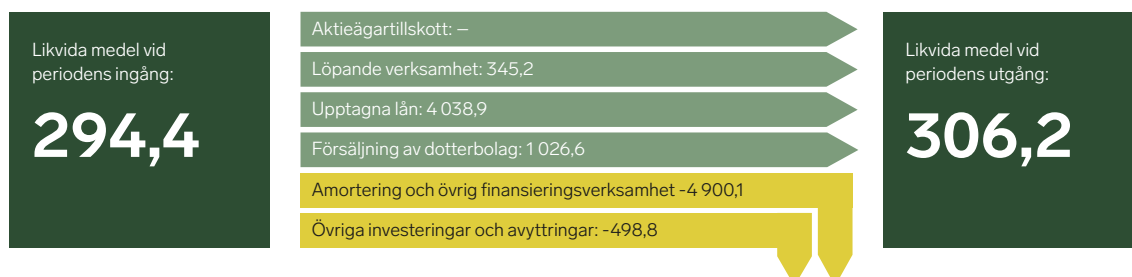 Likvida medel vid
periodens ingång:
294,4
Aktieägartillskott: –
Löpande verksamhet: 345,2
Upptagna lån: 4 038,9
Försäljning av dotterbolag: 1 026,6
Amortering och övrig finansieringsverksamhet -4 900,1
Övriga investeringar och avyttringar: -498,8
Likvida medel vid
periodens utgång:
306,2